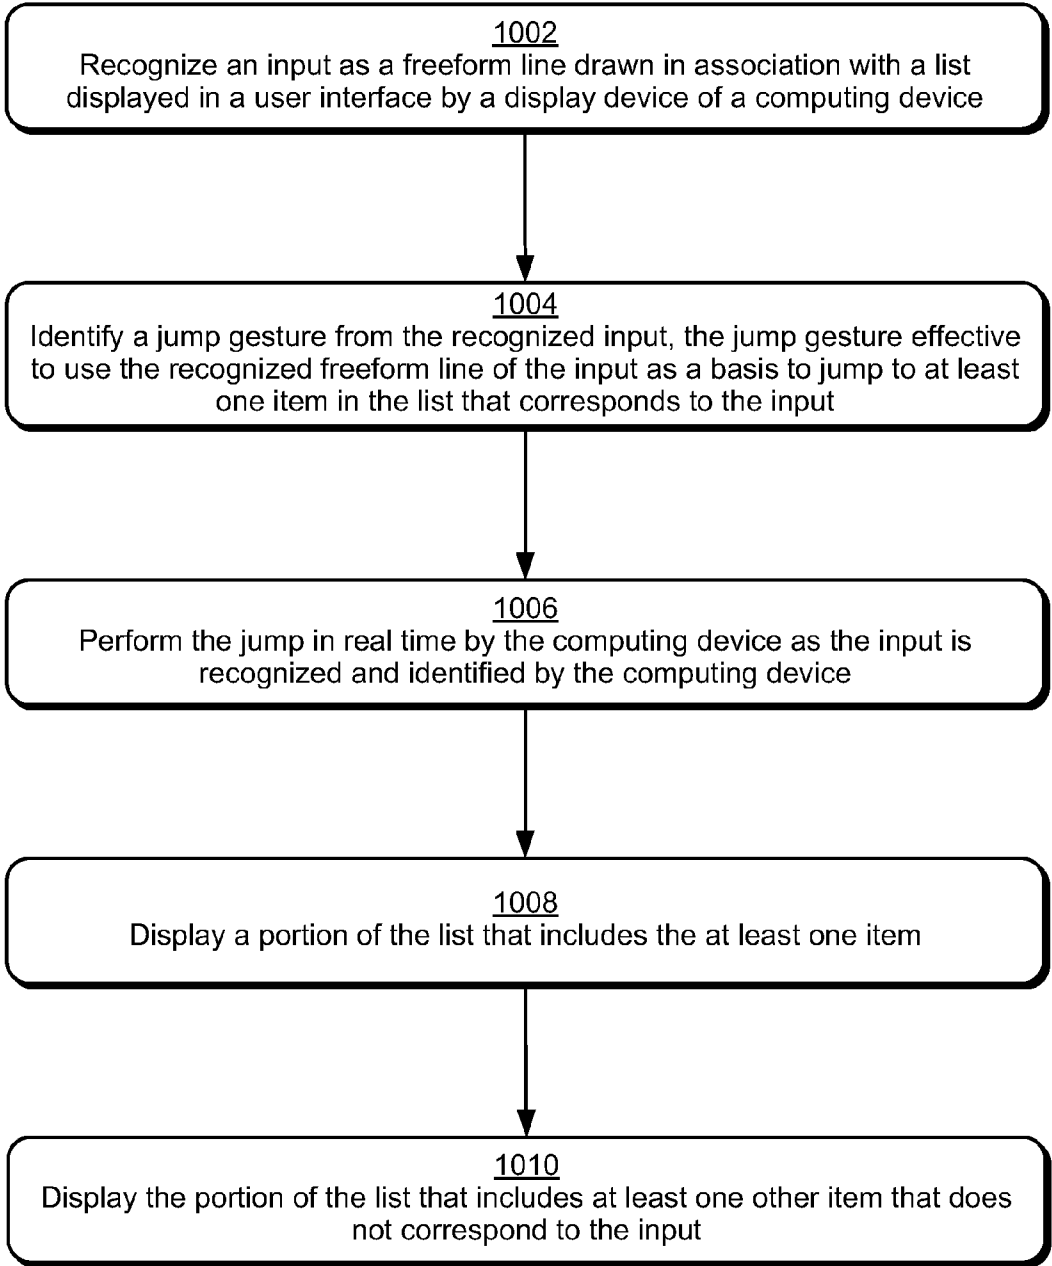 1002
Recognize an input as a freeform line drawn in association with a list
displayed in a user interface by a display device of a computing device
1004
Identify a jump gesture from the recognized input, the jump gesture effective
to use the recognized freeform line of the input as a basis to jump to at least
one item in the list that corresponds to the input
1006
Perform the jump in real time by the computing device as the input is
recognized and identified by the computing device
1008
Display a portion of the list that includes the at least one item
1010
Display the portion of the list that includes at least one other item that does
not correspond to the input